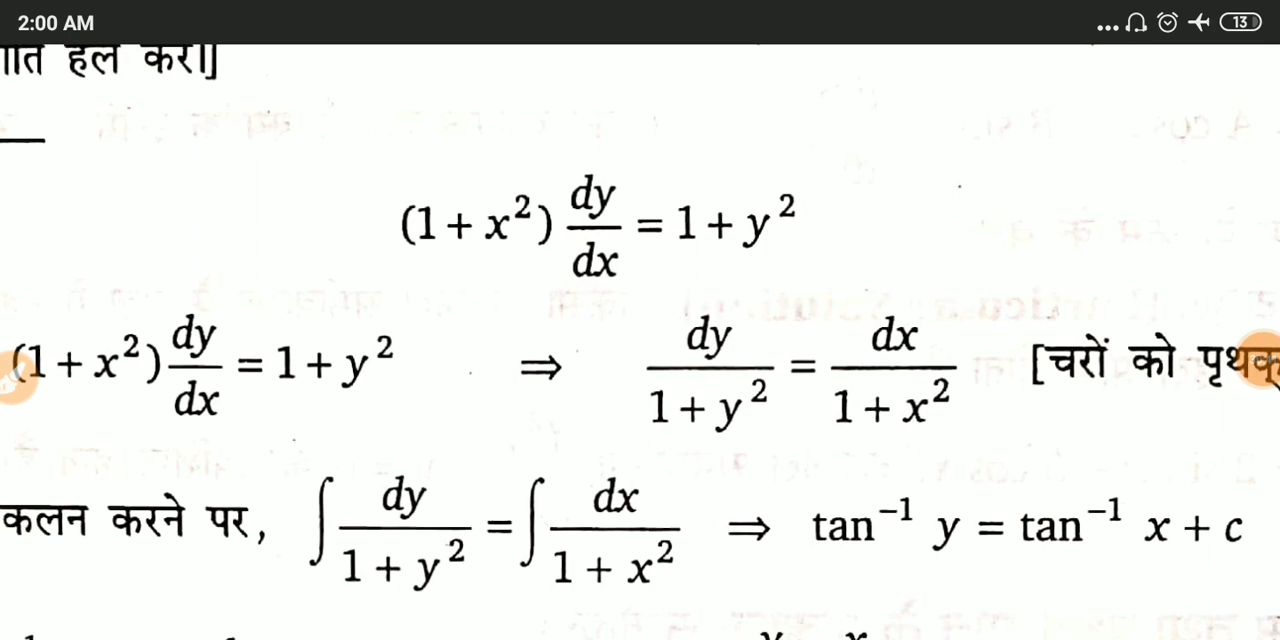 2:00 AM
13
हल करो]
(1 + x²) dy/dx = 1 + y²
(1 + x²) dy/dx = 1 + y² ⇒ dy/(1 + y²) = dx/(1 + x²) [चरों को पृथक्
कलन करने पर, ∫ dy/(1 + y²) = ∫ dx/(1 + x²) ⇒ tan⁻¹ y = tan⁻¹ x + c